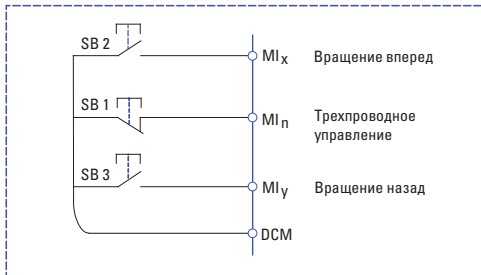 SB 2
MIx
Вращение вперед
SB 1
MIn
Трехпроводное
управление
SB 3
MIy
Вращение назад
DCM